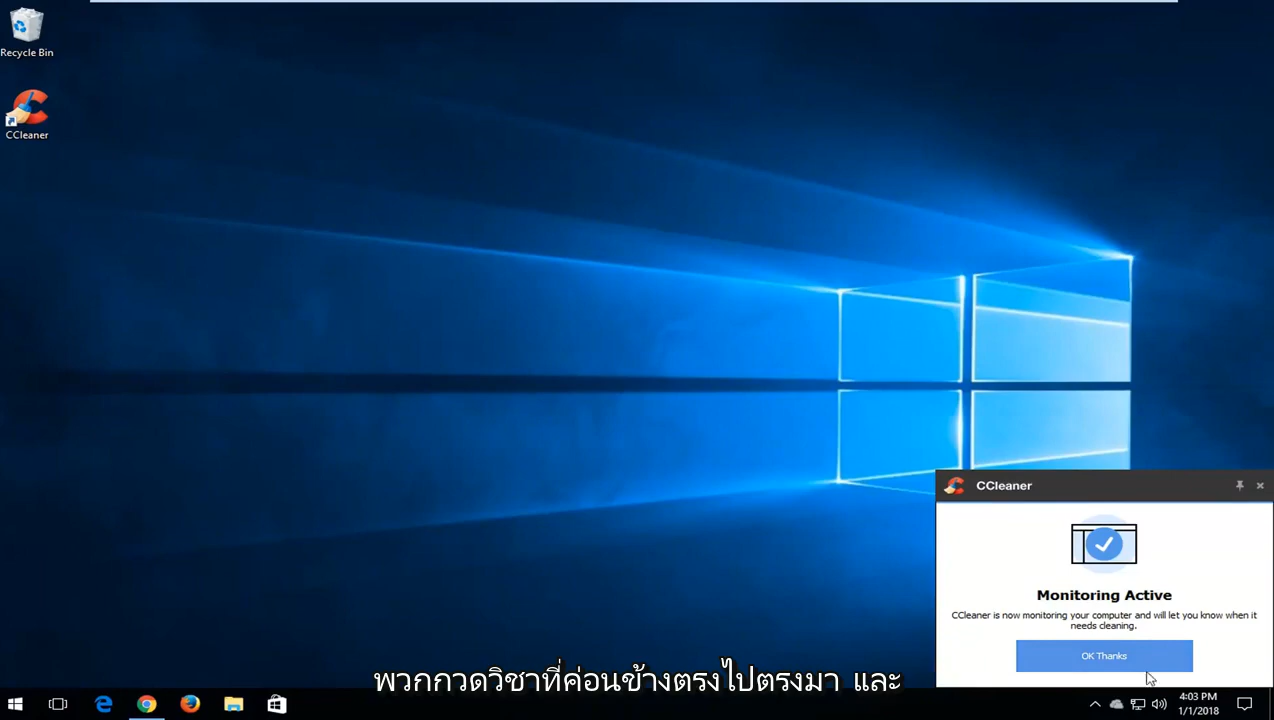 Recycle Bin
CCleaner
CCleaner
Monitoring Active
CCleaner is now monitoring your computer and will let you know when it
needs cleaning.
OK Thanks
พวกกวดวิชาที่ค่อนข้างตรงไปตรงมา และ
4:03 PM
1/1/2018